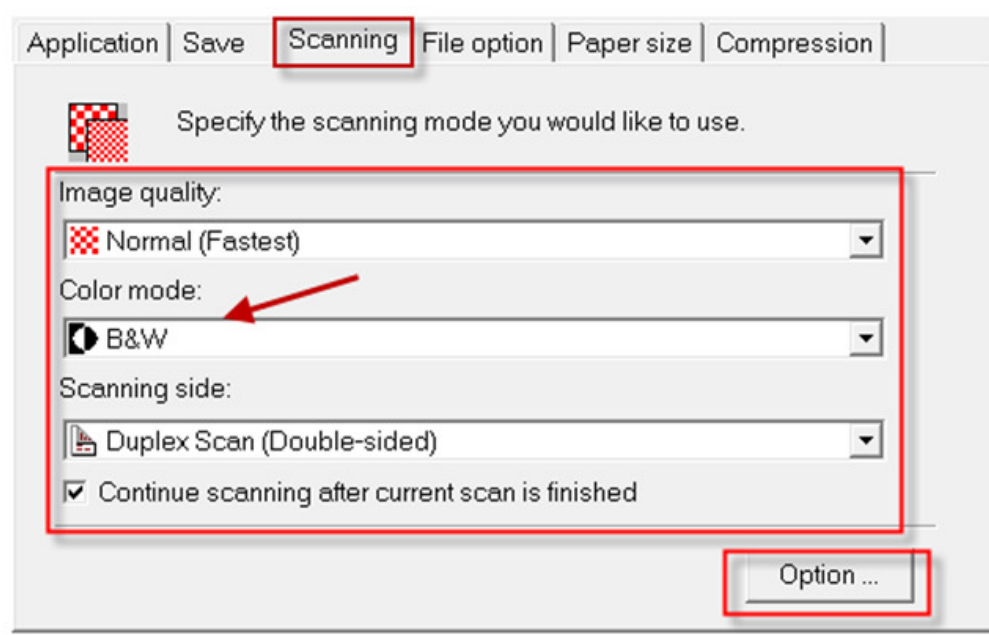 Application Save Scanning File option Paper size Compression
Specify the scanning mode you would like to use.
Image quality:
Normal (Fastest)
Color mode:
B&W
Scanning side:
Duplex Scan (Double-sided)
Continue scanning after current scan is finished
Option ...